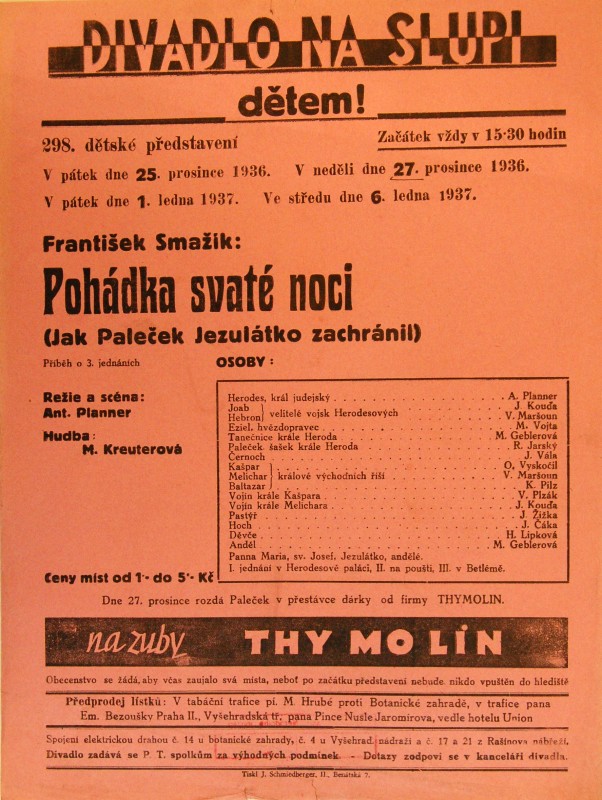 DIVADLO NA SLUPI
dětem!
298. dětské představení
Začátek vždy v 15·30 hodin
V pátek dne 25. prosince 1936. V neděli dne 27. prosince 1936.
V pátek dne 1. ledna 1937. Ve středu dne 6. ledna 1937.
František Smažik:
Pohádka svaté noci
(Jak Paleček Jezulátko zachránil)
Příběh o 3. jednáních
OSOBY:
Režie a scéna:
Ant. Planner
Hudba:
M. Kreuterová
Herodes, král judejský . . . A. Planner
Joab } velitelé vojsk Herodesových . . . J. Kouďa
Hebron } V. Maršoun
Eziel, hvězdopravec . . . M. Vojta
Tanečnice krále Heroda . . . M. Geblerová
Paleček, šašek krále Heroda . . . R. Jarský
Černoch . . . J. Vála
Kašpar } O. Vyskočil
Melichar } králové východních říší . . . V. Maršoun
Baltazar } K. Pilz
Vojín krále Kašpara . . . V. Plzák
Vojín krále Melichara . . . J. Kouďa
Pastýř . . . J. Žižka
Hoch . . . J. Čáka
Děvče . . . H. Lipková
Anděl . . . M. Geblerová
Panna Maria, sv. Josef, Jezulátko, andělé.
I. jednání v Herodesově paláci, II. na poušti, III. v Betlémě.
Ceny míst od 1'- do 5'- Kč
Dne 27. prosince rozdá Paleček v přestávce dárky od firmy THYMOLIN.
na zuby THYMOLÍN
Obecenstvo se žádá, aby včas zaujalo svá místa, neboť po začátku představení nebude nikdo vpuštěn do hlediště
Předprodej lístků: V tabáční trafice pí. M. Hrubé proti Botanické zahradě, v trafice pana
Em. Bezoušky Praha II., Vyšehradská tř., pana Pince Nusle Jaromírova, vedle hotelu Union
Spojení elektrickou drahou č. 14 u botanické zahrady, č. 4 u Vyšehrad. nádraží a č. 17 a 21 z Rašínova nábřeží.
Divadlo zadává se P. T. spolkům za výhodných podmínek - Dotazy zodpoví se v kanceláři divadla.
Tiskl J. Schmiedberger, II., Benátská 7.